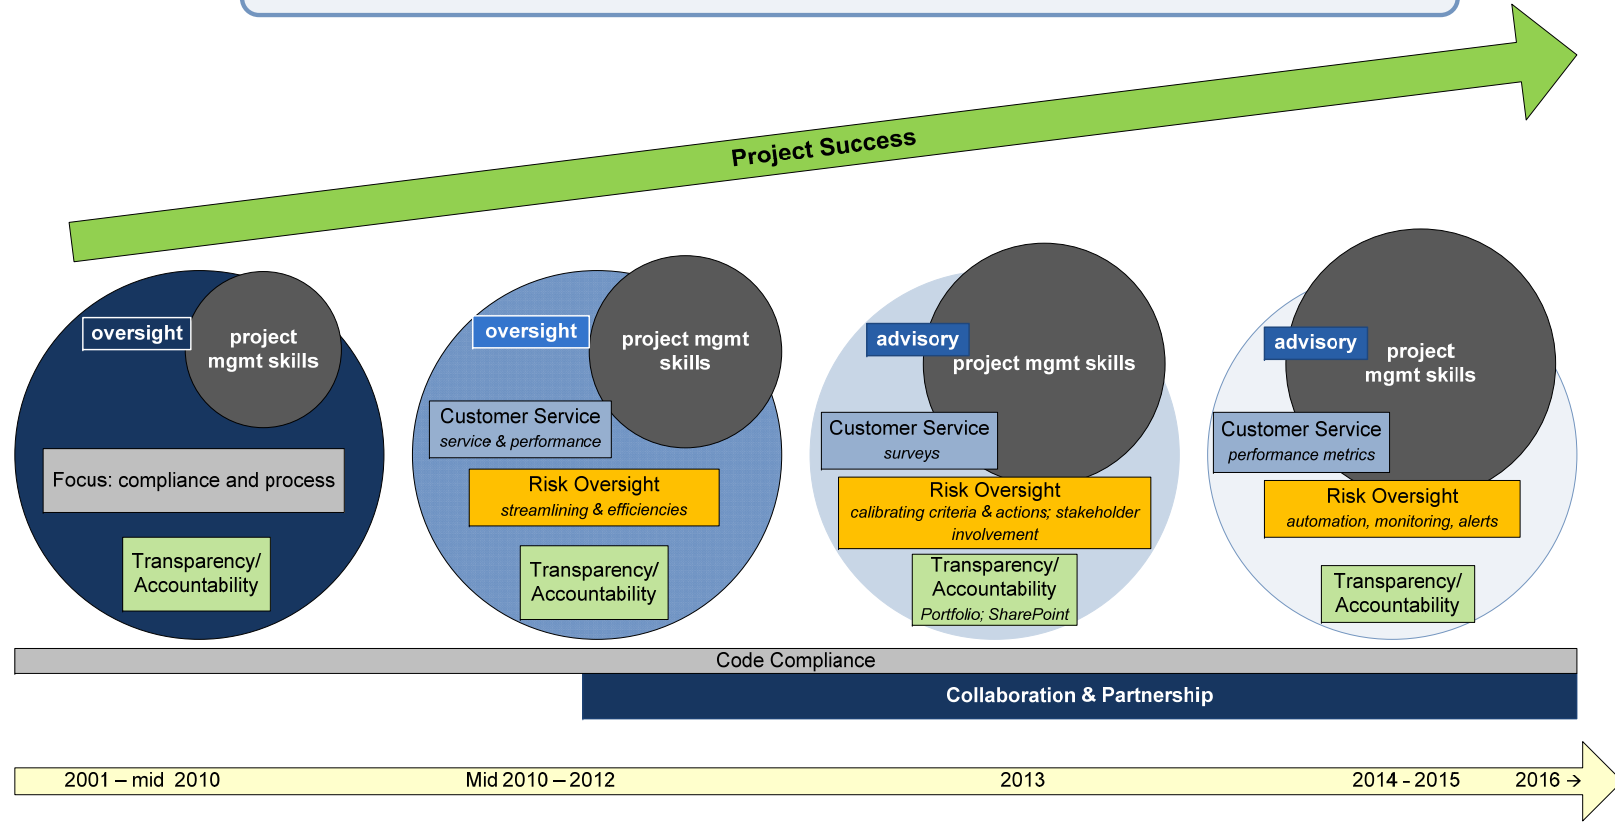 Project Success
oversight
project
mgmt skills
Focus: compliance and process
Transparency/
Accountability
oversight
project mgmt
skills
Customer Service
service & performance
Risk Oversight
streamlining & efficiencies
Transparency/
Accountability
advisory
project mgmt skills
Customer Service
surveys
Risk Oversight
calibrating criteria & actions; stakeholder
involvement
Transparency/
Accountability
Portfolio; SharePoint
advisory
project
mgmt skills
Customer Service
performance metrics
Risk Oversight
automation, monitoring, alerts
Transparency/
Accountability
Code Compliance
Collaboration & Partnership
2001 – mid 2010
Mid 2010 – 2012
2013
2014 - 2015
2016 →